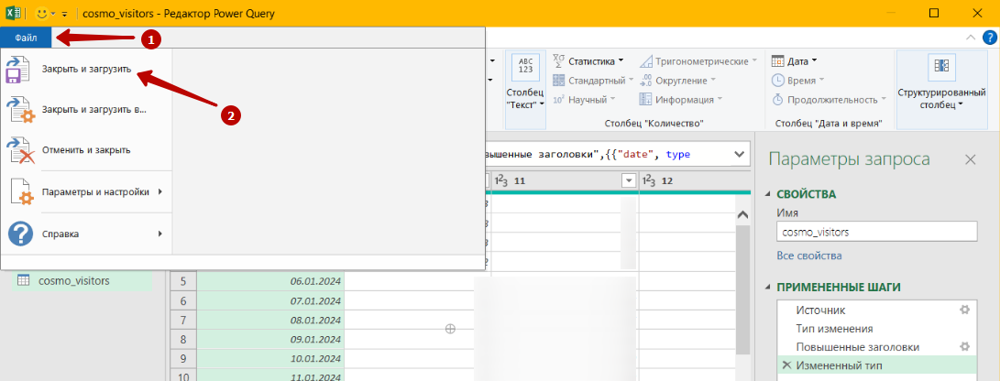 cosmo_visitors - Редактор Power Query
Файл
1
Закрыть и загрузить
2
Закрыть и загрузить в...
Отменить и закрыть
Параметры и настройки
Справка
ABC
123
Столбец
"Текст"
Статистика
Стандартный
Научный
Тригонометрические
Округление
Информация
Столбец "Количество"
Дата
Время
Продолжительность
Столбец "Дата и время"
Структурированный
столбец
вышенные заголовки",{{"date", type
123 11
123 12
cosmo_visitors
5 06.01.2024
6 07.01.2024
7 08.01.2024
8 09.01.2024
9 10.01.2024
10 11.01.2024
Параметры запроса
СВОЙСТВА
Имя
cosmo_visitors
Все свойства
ПРИМЕНЕННЫЕ ШАГИ
Источник
Тип изменения
Повышенные заголовки
Измененный тип